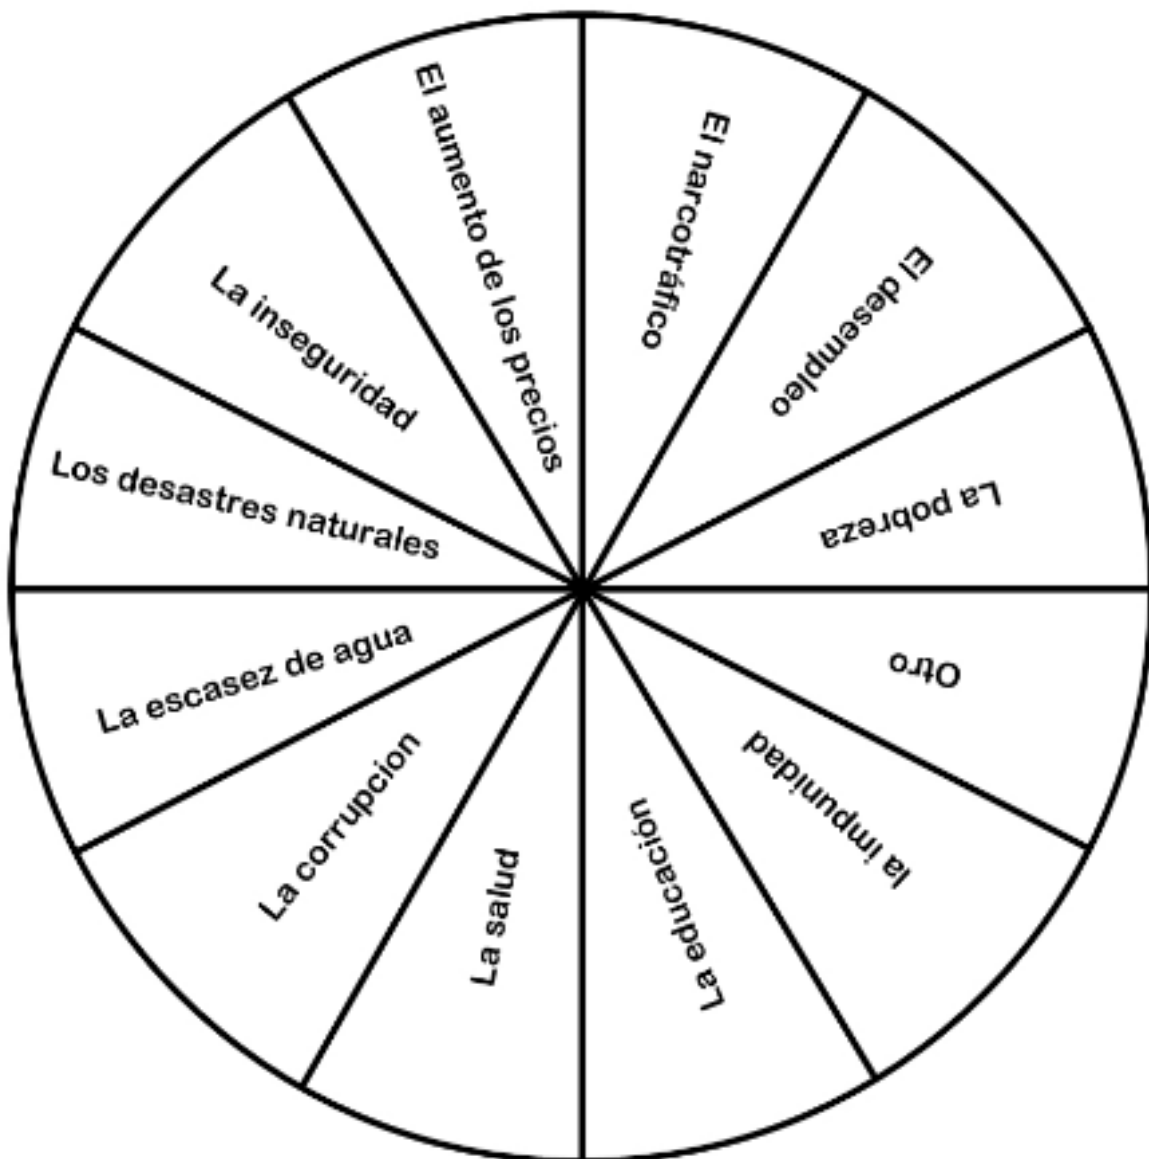 El narcotráfico
El desempleo
La pobreza
Otro
la impunidad
La educación
La salud
La corrupcion
La escasez de agua
Los desastres naturales
La inseguridad
El aumento de los precios